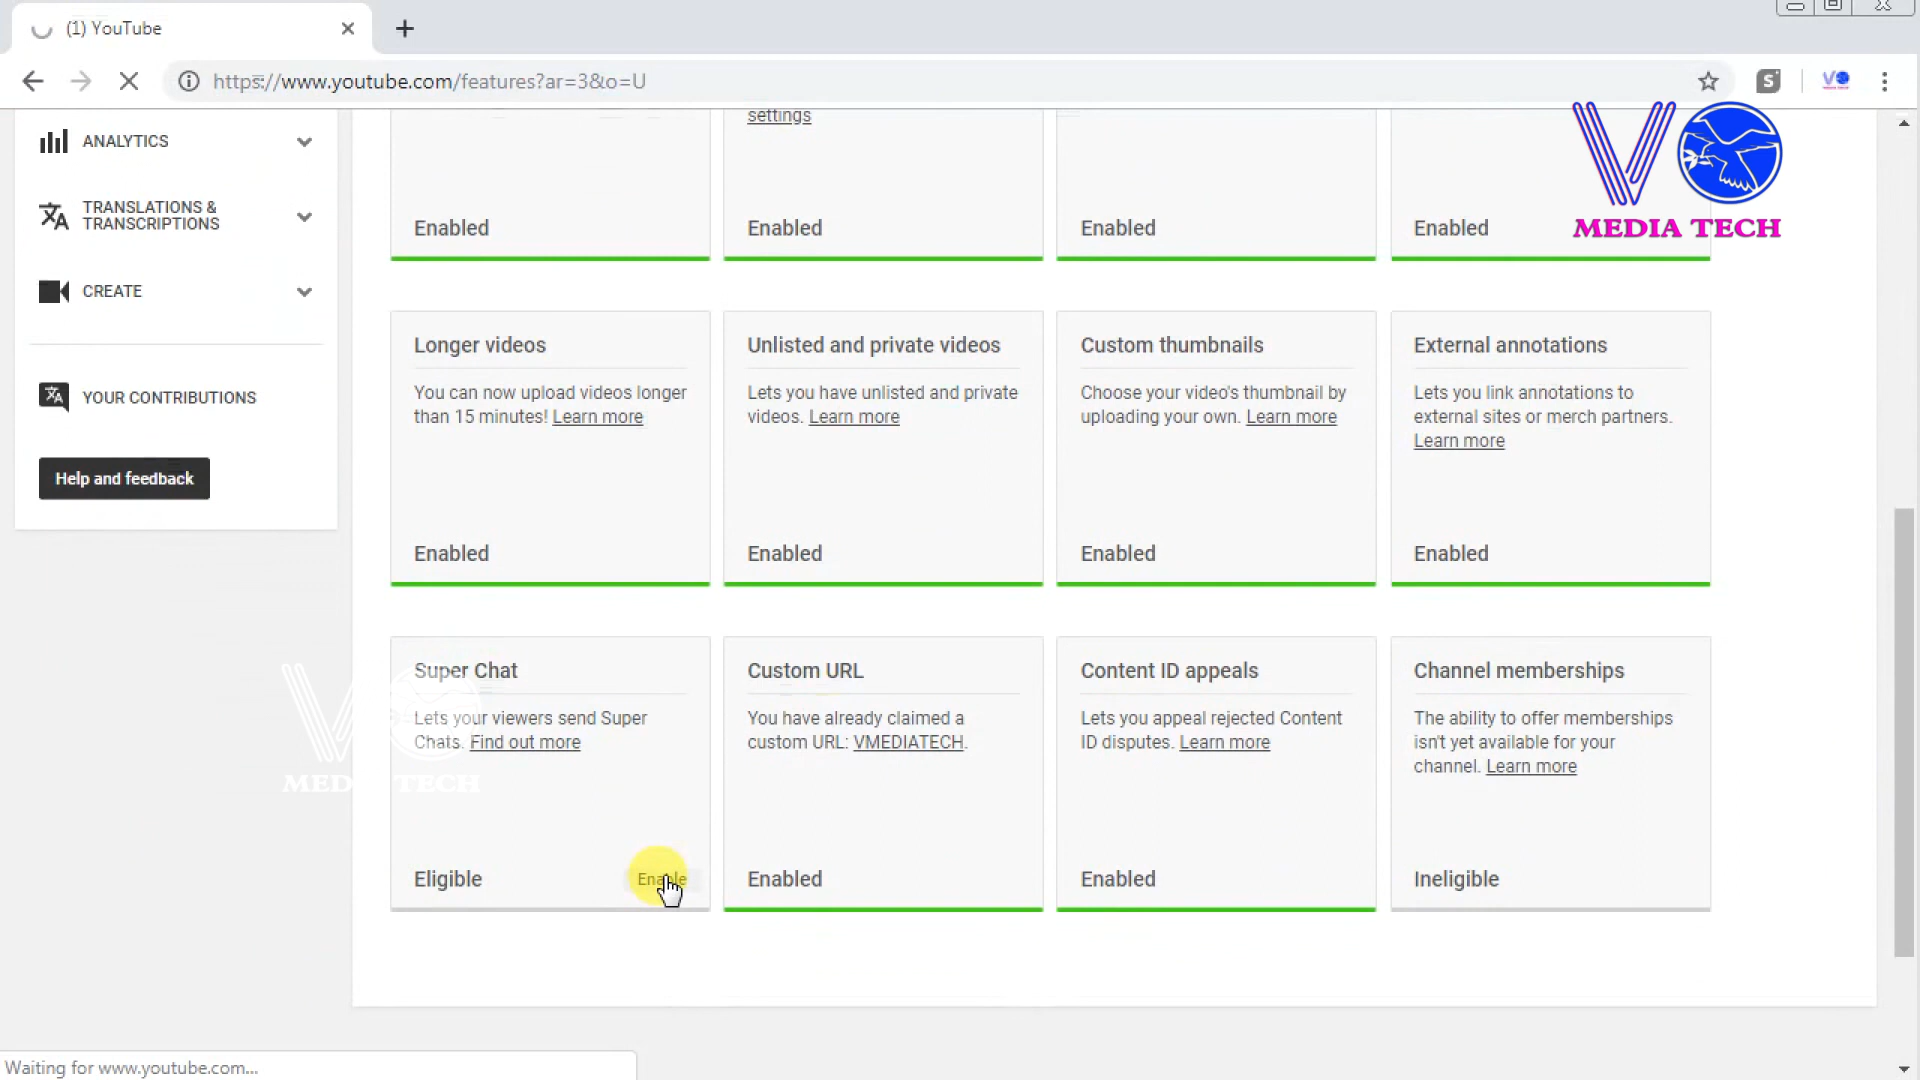 (1) YouTube
https://www.youtube.com/features?ar=3&o=U
S
VO
VO
MEDIA TECH
ANALYTICS
TRANSLATIONS &
TRANSCRIPTIONS
CREATE
YOUR CONTRIBUTIONS
Help and feedback
settings
Enabled
Enabled
Enabled
Enabled
Longer videos
You can now upload videos longer
than 15 minutes! Learn more
Enabled
Unlisted and private videos
Lets you have unlisted and private
videos. Learn more
Enabled
Custom thumbnails
Choose your video's thumbnail by
uploading your own. Learn more
Enabled
External annotations
Lets you link annotations to
external sites or merch partners.
Learn more
Enabled
Super Chat
Lets your viewers send Super
Chats. Find out more
Eligible
Enable
Custom URL
You have already claimed a
custom URL: VMEDIATECH.
Enabled
Content ID appeals
Lets you appeal rejected Content
ID disputes. Learn more
Enabled
Channel memberships
The ability to offer memberships
isn't yet available for your
channel. Learn more
Ineligible
VO
MEDIA TECH
Waiting for www.youtube.com...